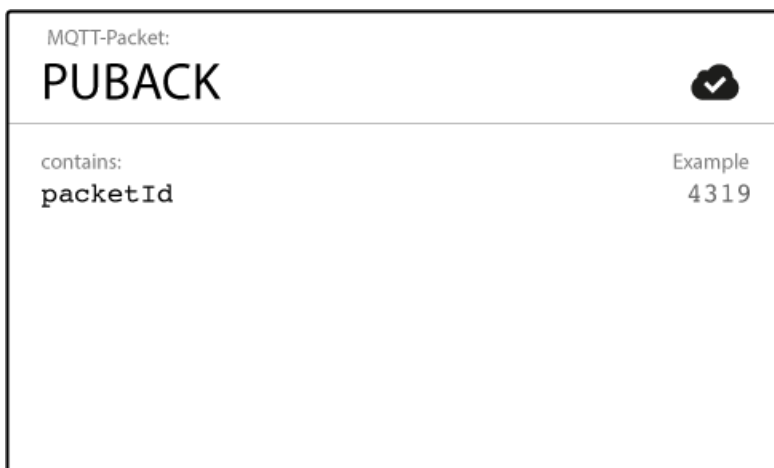 MQTT-Packet:
PUBACK
contains:
Example
packetId
4319